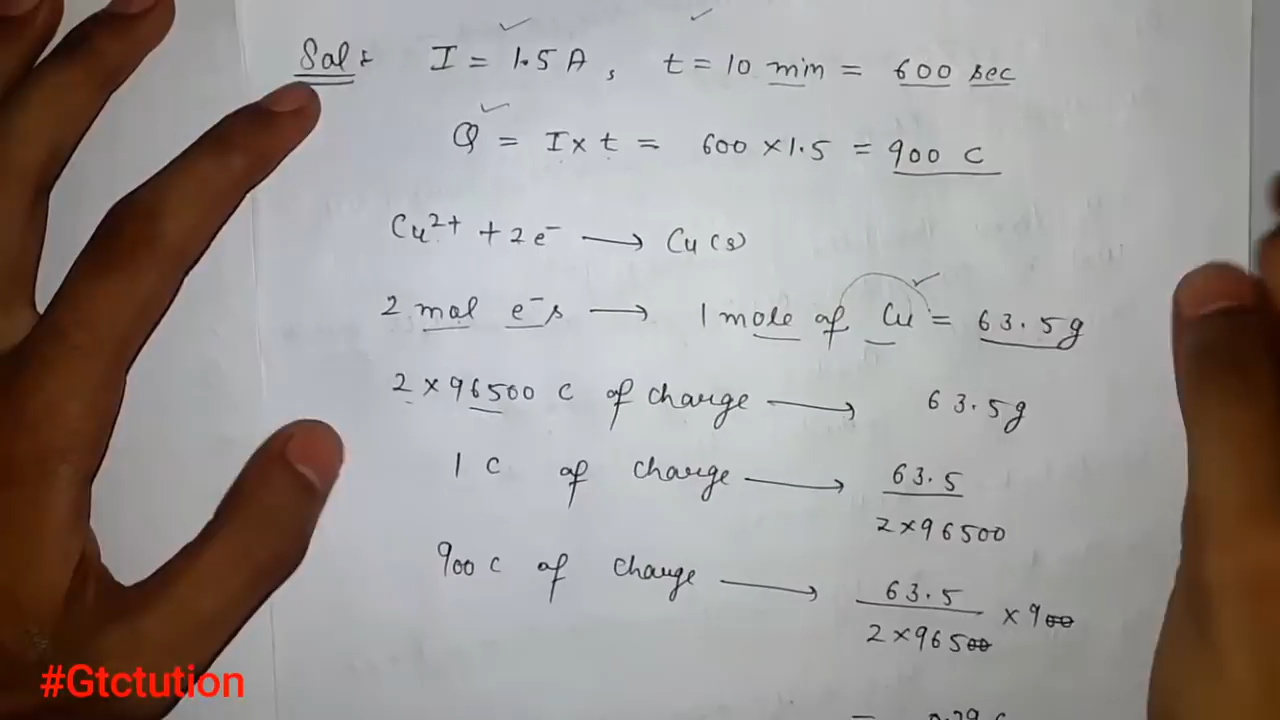 Sol: I = 1.5 A, t = 10 min = 600 sec
Q = I x t = 600 x 1.5 = 900 C
Cu²⁺ + 2e⁻ → Cu(s)
2 mol e⁻s → 1 mole of Cu = 63.5g
2 x 96500 C of charge → 63.5g
1 C of charge → 63.5 / 2 x 96500
900 C of charge → 63.5 / 2 x 96500 x 900
#Gtctution